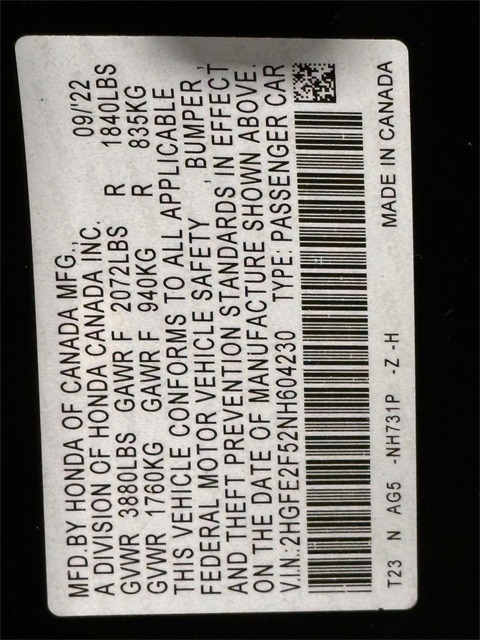 MFD.BY HONDA OF CANADA MFG., 09/'22
A DIVISION OF HONDA CANADA INC.
GVWR 3880LBS GAWR F 2072LBS R 1840LBS
GVWR 1760KG GAWR F 940KG R 835KG
THIS VEHICLE CONFORMS TO ALL APPLICABLE
FEDERAL MOTOR VEHICLE SAFETY , BUMPER ,
AND THEFT PREVENTION STANDARDS IN EFFECT
ON THE DATE OF MANUFACTURE SHOWN ABOVE.
V.I.N.:2HGFE2F52NH604230 TYPE: PASSENGER CAR
T23 N AG5 -NH731P -Z -H MADE IN CANADA